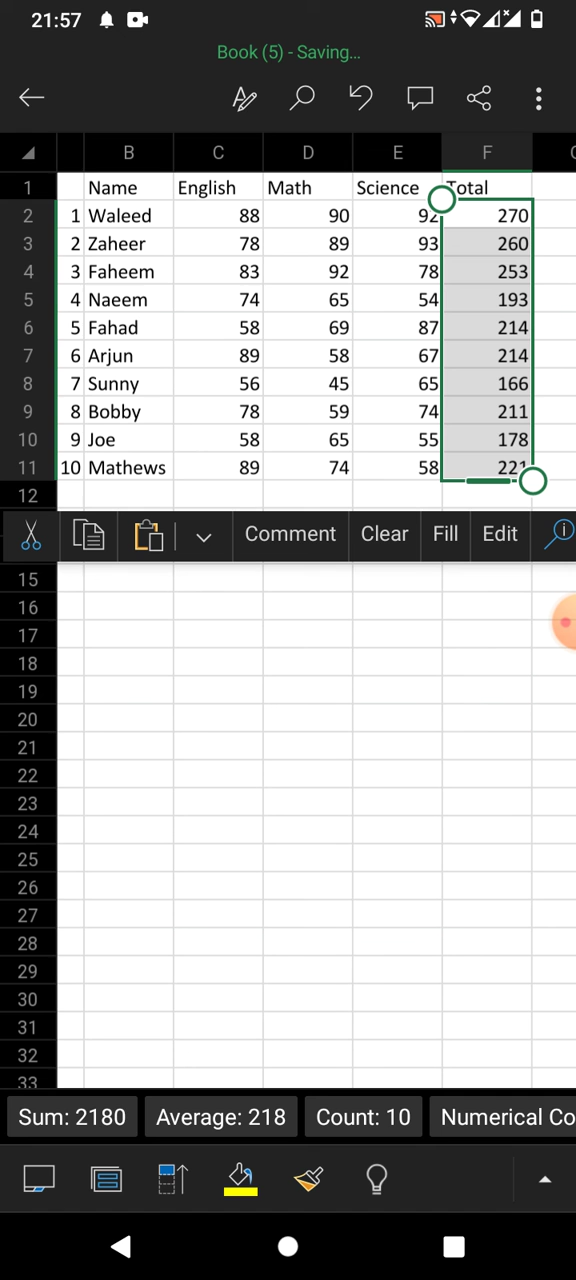 21:57
Book (5) - Saving...
B C D E F
1 Name English Math Science Total
2 1 Waleed 88 90 92 270
3 2 Zaheer 78 89 93 260
4 3 Faheem 83 92 78 253
5 4 Naeem 74 65 54 193
6 5 Fahad 58 69 87 214
7 6 Arjun 89 58 67 214
8 7 Sunny 56 45 65 166
9 8 Bobby 78 59 74 211
10 9 Joe 58 65 55 178
11 10 Mathews 89 74 58 221
12
Comment Clear Fill Edit
15
16
17
18
19
20
21
22
23
24
25
26
27
28
29
30
31
32
33
Sum: 2180 Average: 218 Count: 10 Numerical Co